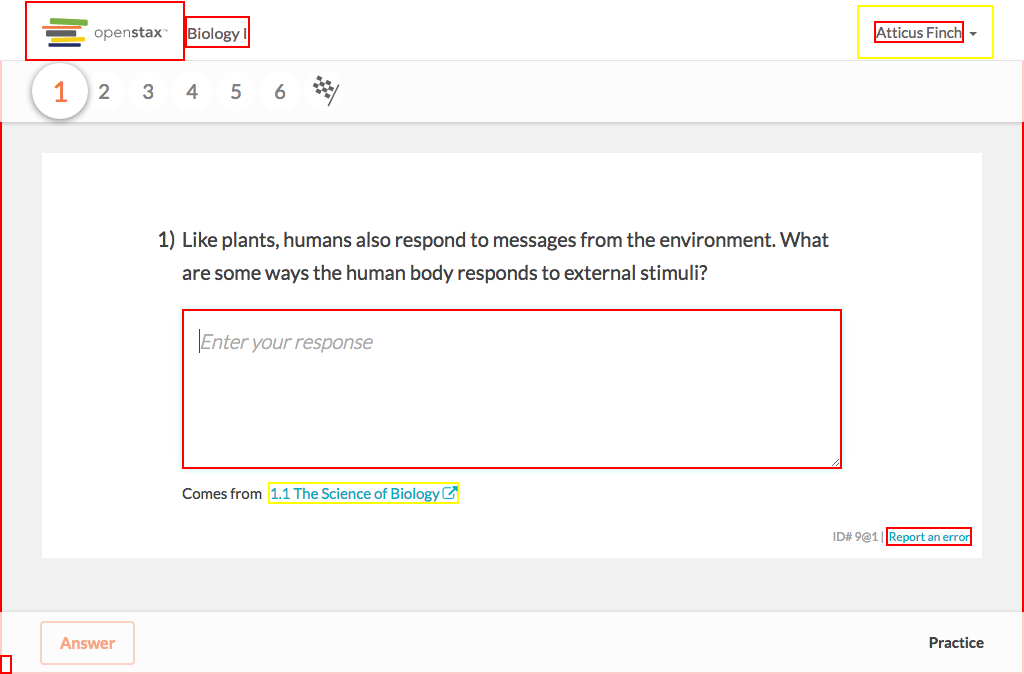 openstax™ Biology I Atticus Finch
1 2 3 4 5 6
1) Like plants, humans also respond to messages from the environment. What
are some ways the human body responds to external stimuli?
Enter your response
Comes from 1.1 The Science of Biology
ID# 9@1 | Report an error
Answer Practice